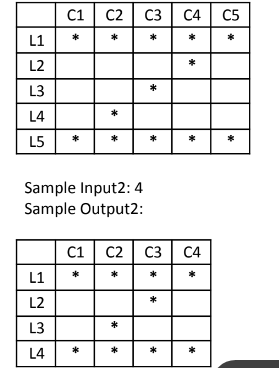 C1 C2 C3 C4 C5
L1 * * * * *
L2 *
L3 *
L4 *
L5 * * * * *
Sample Input2: 4
Sample Output2:
C1 C2 C3 C4
L1 * * * *
L2 *
L3 *
L4 * * * *